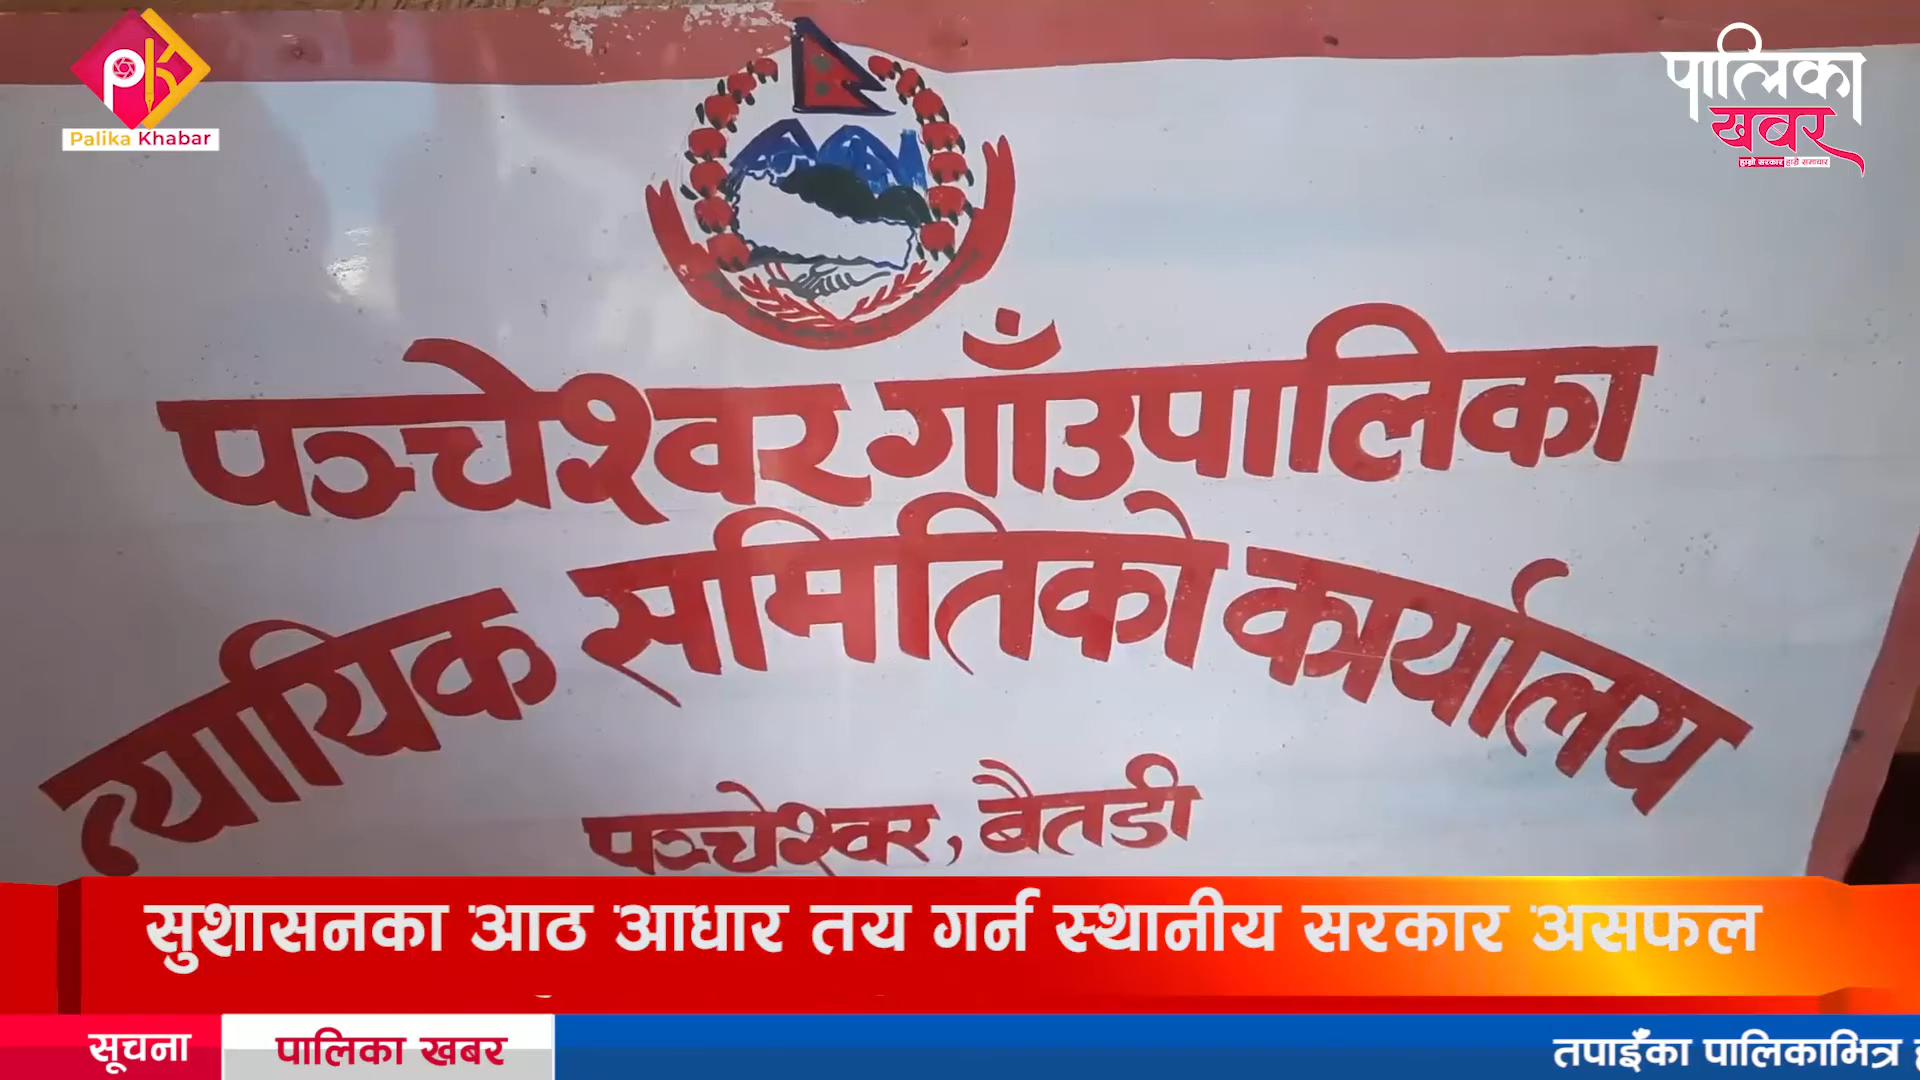 Palika Khabar
पालिका
खबर
हाम्रो सरकार हाम्रै समाचार
पञ्चेश्वर गाँउपालिका
न्यायिक समितिको कार्यालय
पञ्चेश्वर, बैतडी
सुशासनका आठ आधार तय गर्न स्थानीय सरकार असफल
सूचना
पालिका खबर
तपाईँका पालिकाभित्र